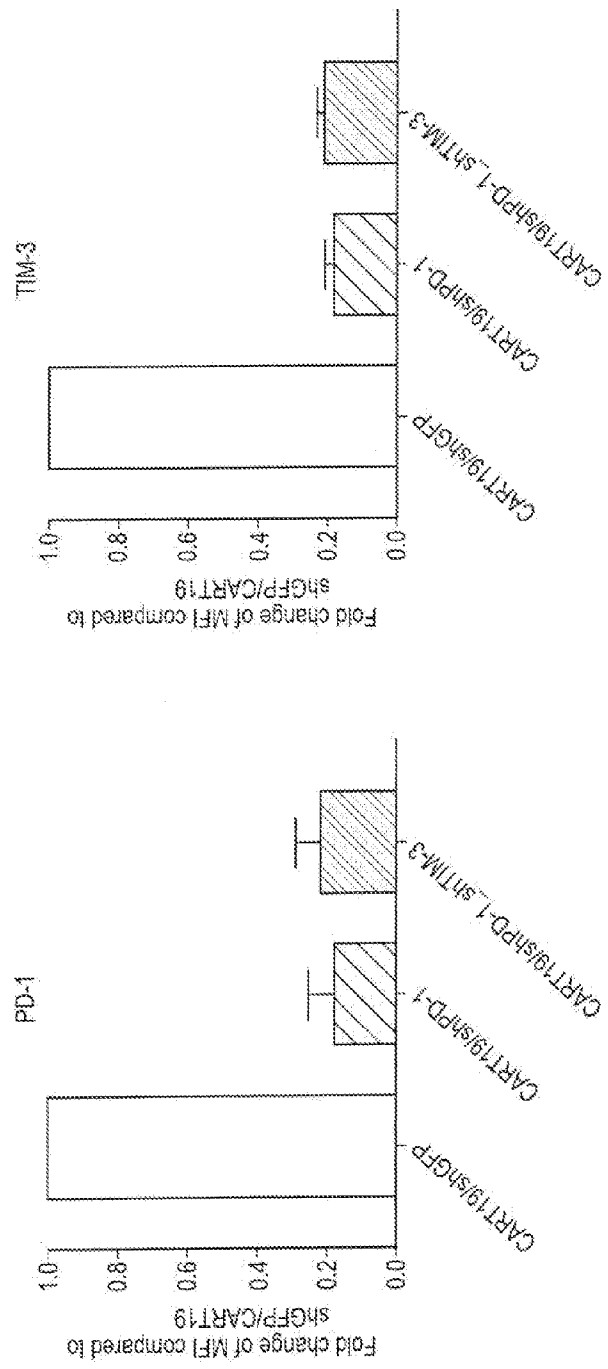 PD-1
Fold change of MFI compared to
shGFP/CART19
1.0
0.8
0.6
0.4
0.2
0.0
CART19/shGFP
CART19/shPD-1
CART19/shPD-1_shTIM-3
TIM-3
Fold change of MFI compared to
shGFP/CART19
1.0
0.8
0.6
0.4
0.2
0.0
CART19/shGFP
CART19/shPD-1
CART19/shPD-1_shTIM-3